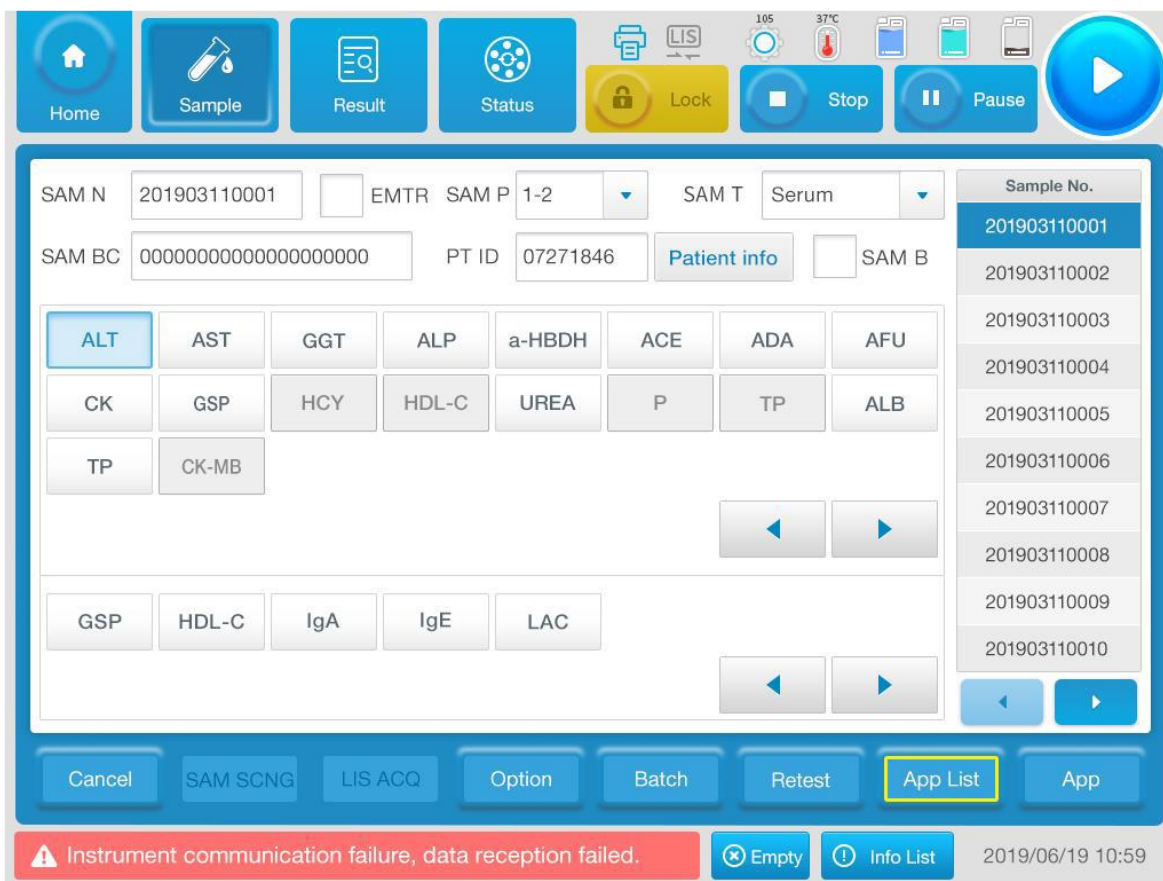 105 37°C
LIS
Home Sample Result Status Lock Stop Pause
SAM N 201903110001 EMTR SAM P 1-2 SAM T Serum
SAM BC 00000000000000000000 PT ID 07271846 Patient info SAM B
ALT AST GGT ALP a-HBDH ACE ADA AFU
CK GSP HCY HDL-C UREA P TP ALB
TP CK-MB
GSP HDL-C IgA IgE LAC
Sample No.
201903110001
201903110002
201903110003
201903110004
201903110005
201903110006
201903110007
201903110008
201903110009
201903110010
Cancel SAM SCNG LIS ACQ Option Batch Retest App List App
Instrument communication failure, data reception failed. Empty Info List 2019/06/19 10:59